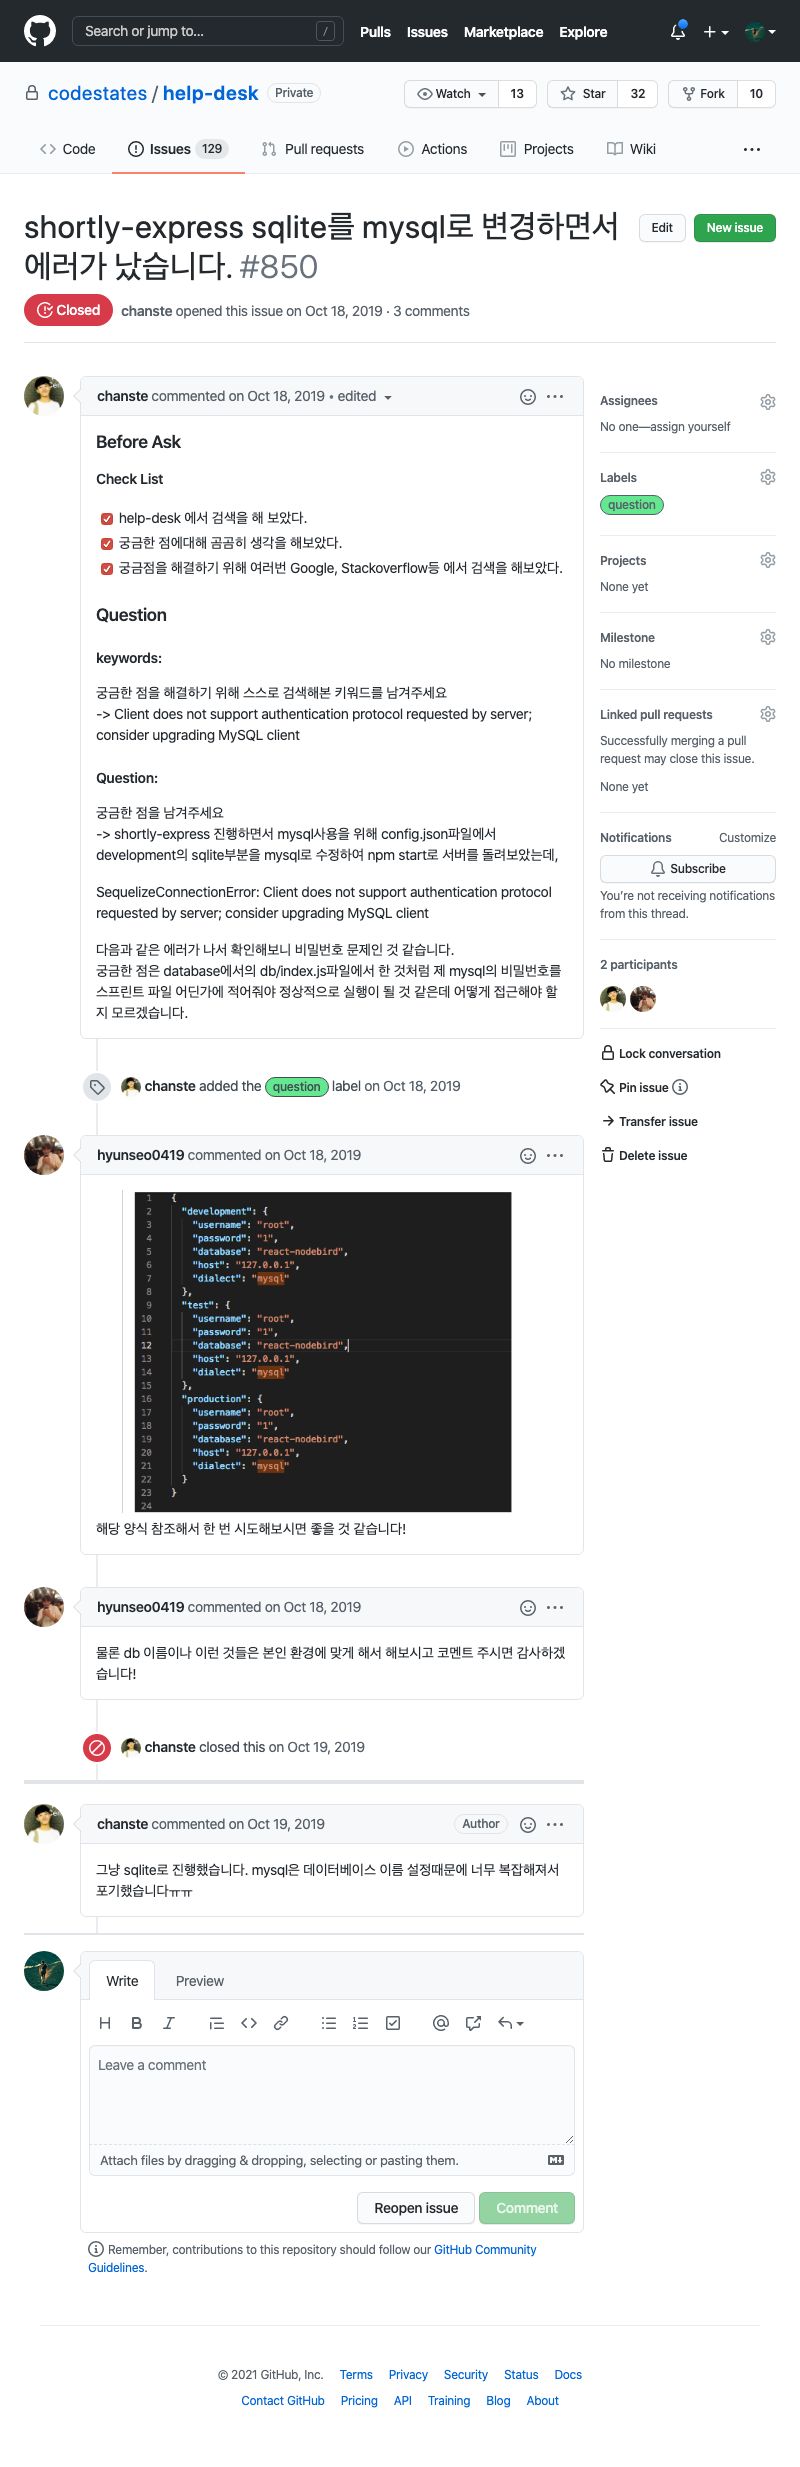 Search or jump to... /
Pulls Issues Marketplace Explore
codestates / help-desk Private
Watch 13 Star 32 Fork 10
Code Issues 129 Pull requests Actions Projects Wiki
shortly-express sqlite를 mysql로 변경하면서
에러가 났습니다. #850
Edit New issue
Closed chanste opened this issue on Oct 18, 2019 · 3 comments
chanste commented on Oct 18, 2019 • edited
Before Ask
Check List
help-desk 에서 검색을 해 보았다.
궁금한 점에대해 곰곰히 생각을 해보았다.
궁금점을 해결하기 위해 여러번 Google, Stackoverflow등 에서 검색을 해보았다.
Question
keywords:
궁금한 점을 해결하기 위해 스스로 검색해본 키워드를 남겨주세요
-> Client does not support authentication protocol requested by server;
consider upgrading MySQL client
Question:
궁금한 점을 남겨주세요
-> shortly-express 진행하면서 mysql사용을 위해 config.json파일에서
development의 sqlite부분을 mysql로 수정하여 npm start로 서버를 돌려보았는데,
SequelizeConnectionError: Client does not support authentication protocol
requested by server; consider upgrading MySQL client
다음과 같은 에러가 나서 확인해보니 비밀번호 문제인 것 같습니다.
궁금한 점은 database에서의 db/index.js파일에서 한 것처럼 제 mysql의 비밀번호를
스프린트 파일 어딘가에 적어줘야 정상적으로 실행이 될 것 같은데 어떻게 접근해야 할
지 모르겠습니다.
Assignees
No one—assign yourself
Labels
question
Projects
None yet
Milestone
No milestone
Linked pull requests
Successfully merging a pull
request may close this issue.
None yet
Notifications Customize
Subscribe
You're not receiving notifications
from this thread.
2 participants
Lock conversation
Pin issue
Transfer issue
Delete issue
chanste added the question label on Oct 18, 2019
hyunseo0419 commented on Oct 18, 2019
1 {
2 "development": {
3 "username": "root",
4 "password": "1",
5 "database": "react-nodebird",
6 "host": "127.0.0.1",
7 "dialect": "mysql"
8 },
9 "test": {
10 "username": "root",
11 "password": "1",
12 "database": "react-nodebird",
13 "host": "127.0.0.1",
14 "dialect": "mysql"
15 },
16 "production": {
17 "username": "root",
18 "password": "1",
19 "database": "react-nodebird",
20 "host": "127.0.0.1",
21 "dialect": "mysql"
22 }
23 }
24
해당 양식 참조해서 한 번 시도해보시면 좋을 것 같습니다!
hyunseo0419 commented on Oct 18, 2019
물론 db 이름이나 이런 것들은 본인 환경에 맞게 해서 해보시고 코멘트 주시면 감사하겠
습니다!
chanste closed this on Oct 19, 2019
chanste commented on Oct 19, 2019 Author
그냥 sqlite로 진행했습니다. mysql은 데이터베이스 이름 설정때문에 너무 복잡해져서
포기했습니다ㅠㅠ
Write Preview
Leave a comment
Attach files by dragging & dropping, selecting or pasting them.
Reopen issue Comment
Remember, contributions to this repository should follow our GitHub Community
Guidelines.
© 2021 GitHub, Inc. Terms Privacy Security Status Docs
Contact GitHub Pricing API Training Blog About